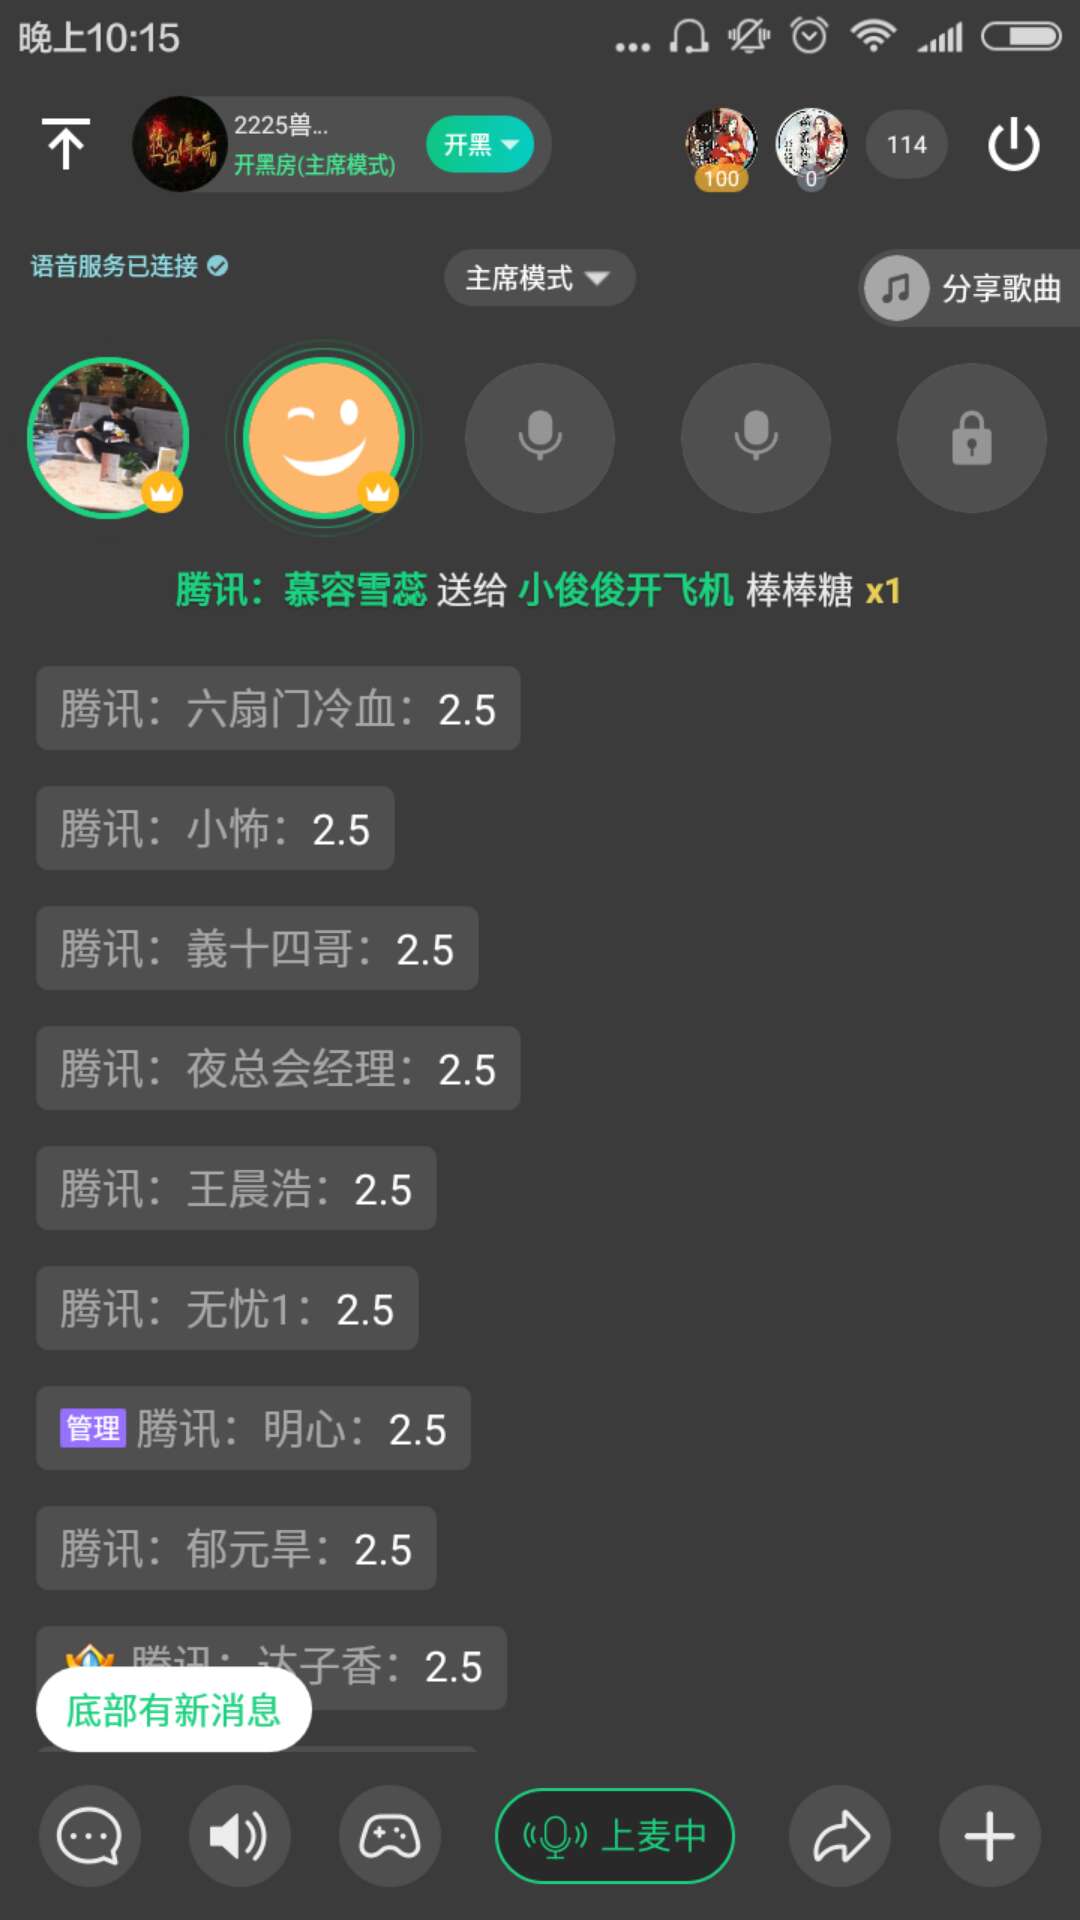 晚上10:15
2225兽...
开黑房(主席模式)
开黑
100
0
114
语音服务已连接
主席模式
分享歌曲
腾讯：慕容雪蕊 送给 小俊俊开飞机 棒棒糖 x1
腾讯：六扇门冷血：2.5
腾讯：小怖：2.5
腾讯：義十四哥：2.5
腾讯：夜总会经理：2.5
腾讯：王晨浩：2.5
腾讯：无忧1：2.5
管理 腾讯：明心：2.5
腾讯：郁元旱：2.5
腾讯：达子香：2.5
底部有新消息
上麦中